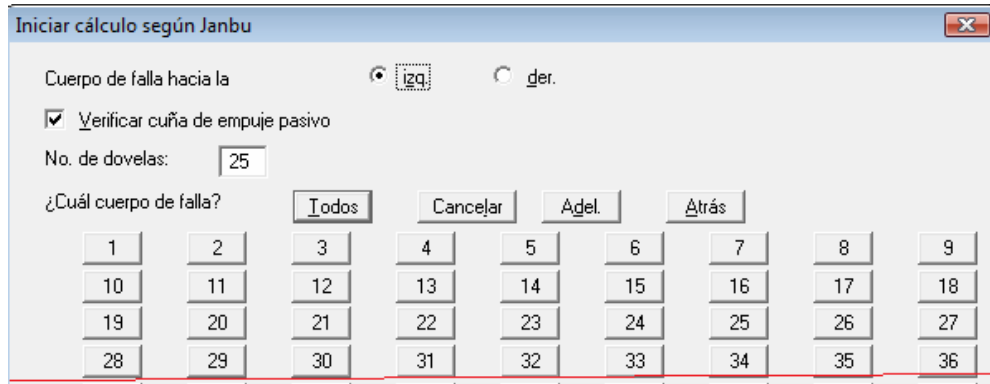 Iniciar cálculo según Janbu
Cuerpo de falla hacia la izq. der.
Verificar cuña de empuje pasivo
No. de dovelas: 25
¿Cuál cuerpo de falla? Todos Cancelar Adel. Atrás
1 2 3 4 5 6 7 8 9
10 11 12 13 14 15 16 17 18
19 20 21 22 23 24 25 26 27
28 29 30 31 32 33 34 35 36